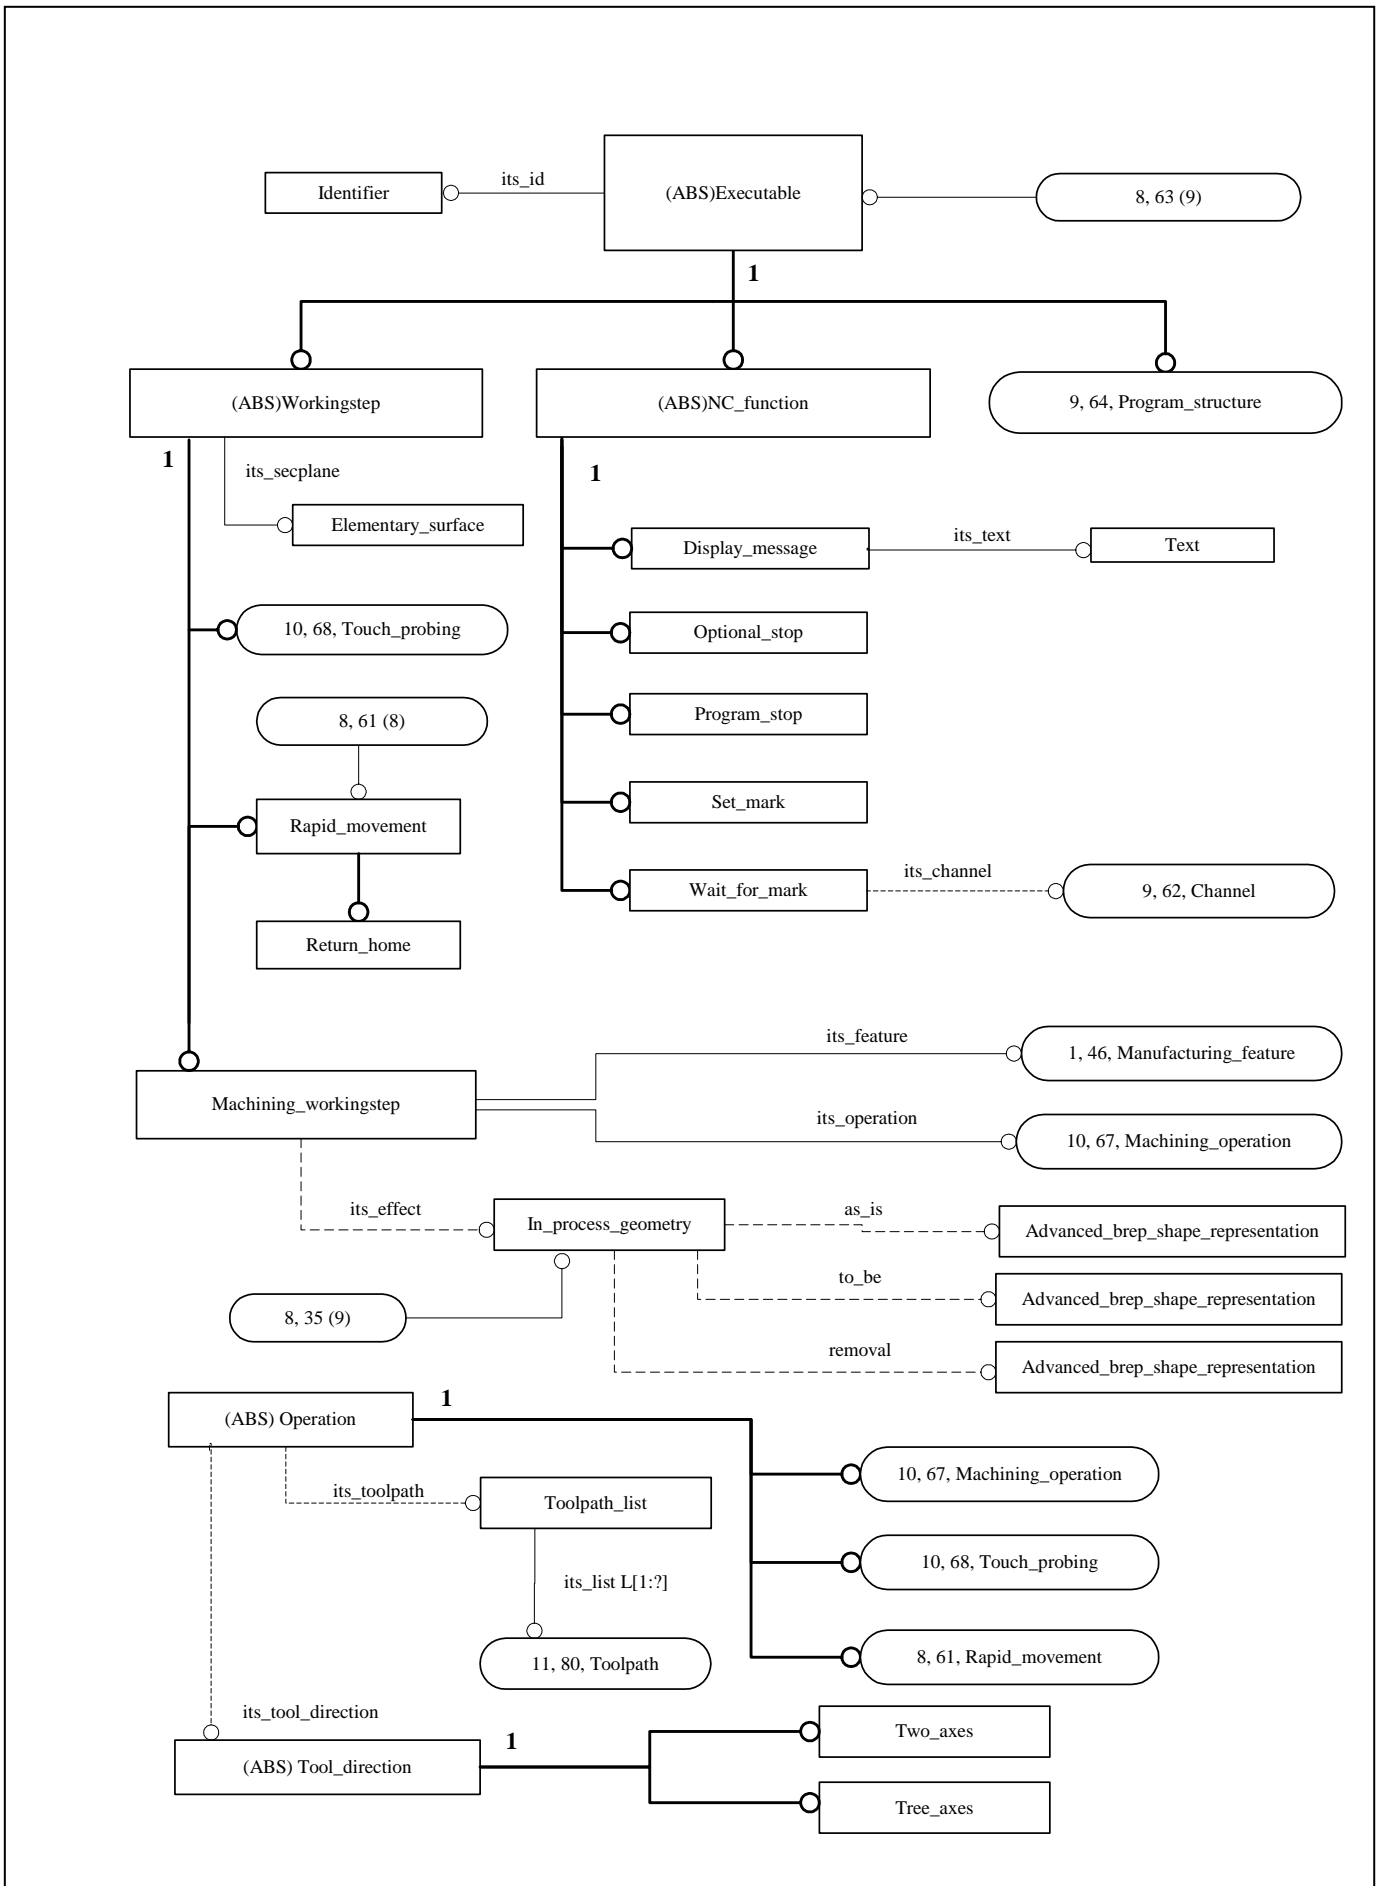 (ABS)Executable
Identifier
its_id
8, 63 (9)
1
(ABS)Workingstep
(ABS)NC_function
9, 64, Program_structure
1
its_secplane
Elementary_surface
1
Display_message
its_text
Text
10, 68, Touch_probing
Optional_stop
8, 61 (8)
Program_stop
Rapid_movement
Set_mark
Return_home
Wait_for_mark
its_channel
9, 62, Channel
Machining_workingstep
its_feature
1, 46, Manufacturing_feature
its_operation
10, 67, Machining_operation
its_effect
In_process_geometry
as_is
Advanced_brep_shape_representation
to_be
Advanced_brep_shape_representation
8, 35 (9)
removal
Advanced_brep_shape_representation
(ABS) Operation
1
its_toolpath
Toolpath_list
10, 67, Machining_operation
its_list L[1:?]
10, 68, Touch_probing
11, 80, Toolpath
8, 61, Rapid_movement
its_tool_direction
(ABS) Tool_direction
1
Two_axes
Tree_axes